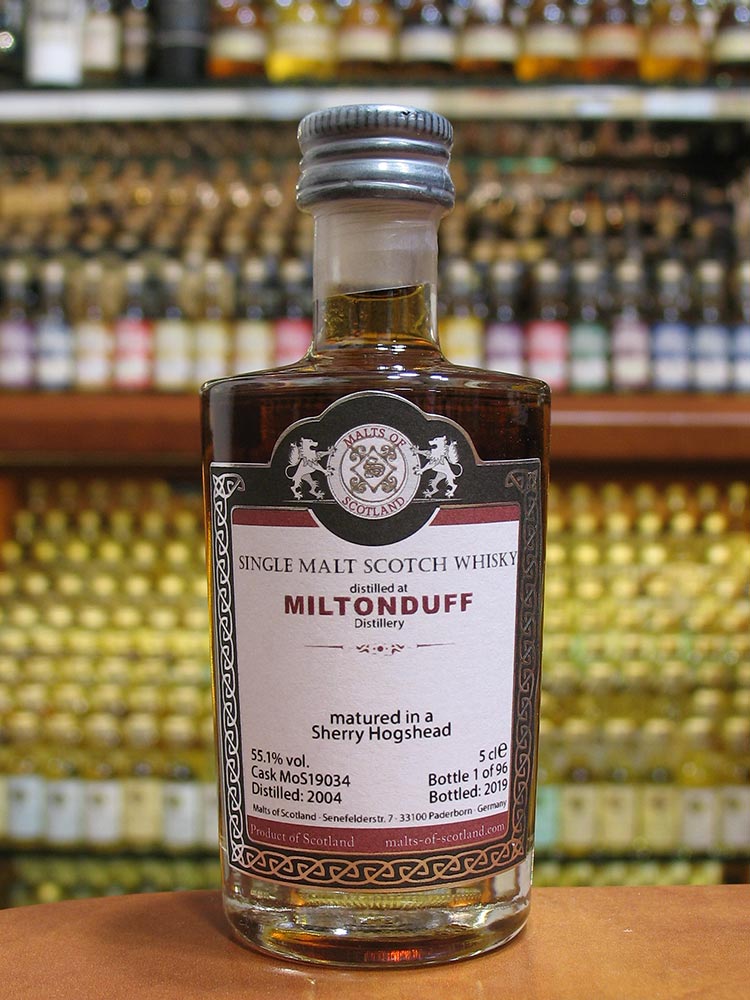 MALTS OF
SCOTLAND
SINGLE MALT SCOTCH WHISKY
distilled at
MILTONDUFF
Distillery
matured in a
Sherry Hogshead
55.1% vol. 5 cl e
Cask MoS19034 Bottle 1 of 96
Distilled: 2004 Bottled: 2019
Malts of Scotland · Senefelderstr. 7 · 33100 Paderborn · Germany
Product of Scotland malts-of-scotland.com